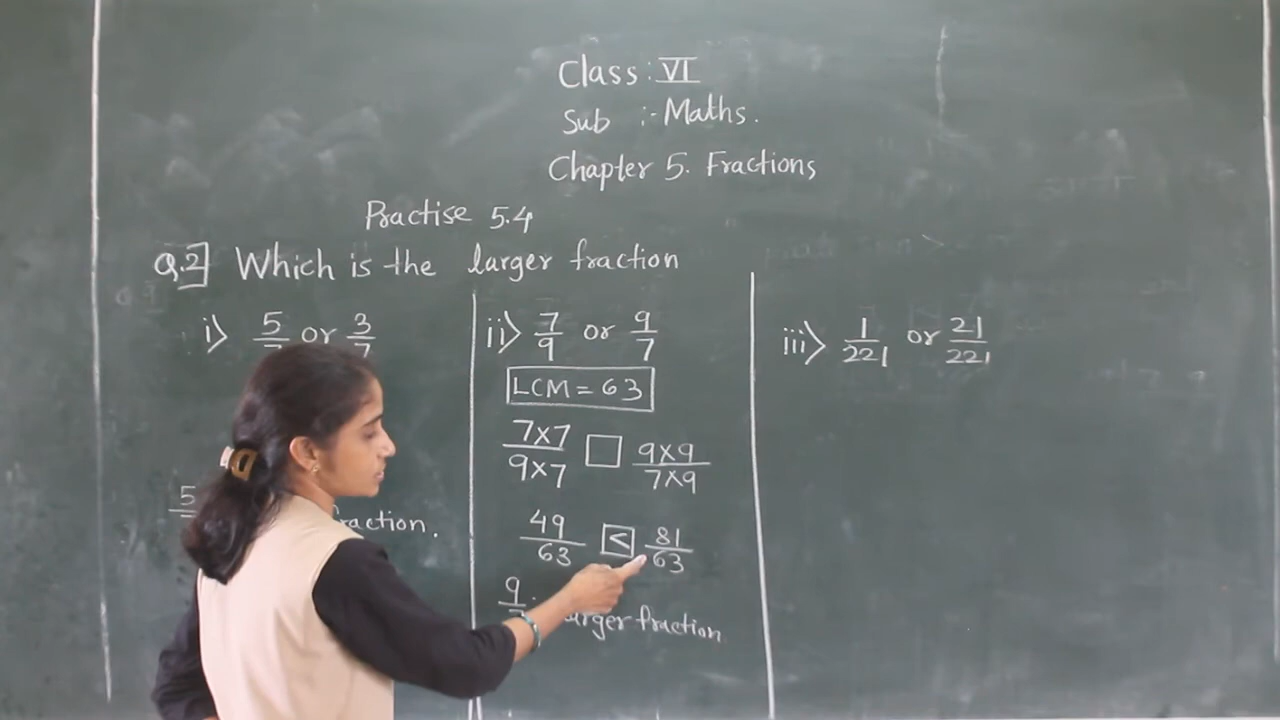 Class : VI
Sub :- Maths.
Chapter 5. Fractions
Practise 5.4
Q.2] Which is the larger fraction
i) 5/7 or 3/7
5
fraction.
ii) 7/9 or 9/7
LCM = 63
7×7/9×7 □ 9×9/7×9
49/63 < 81/63
9/7 larger fraction
iii) 1/221 or 21/221